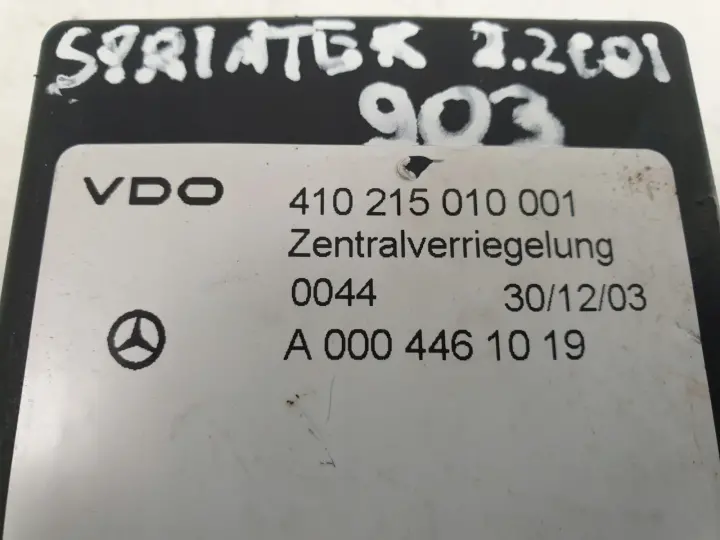 SPRINTER 2.2CDI
903
VDO 410 215 010 001
Zentralverriegelung
0044 30/12/03
A 000 446 10 19